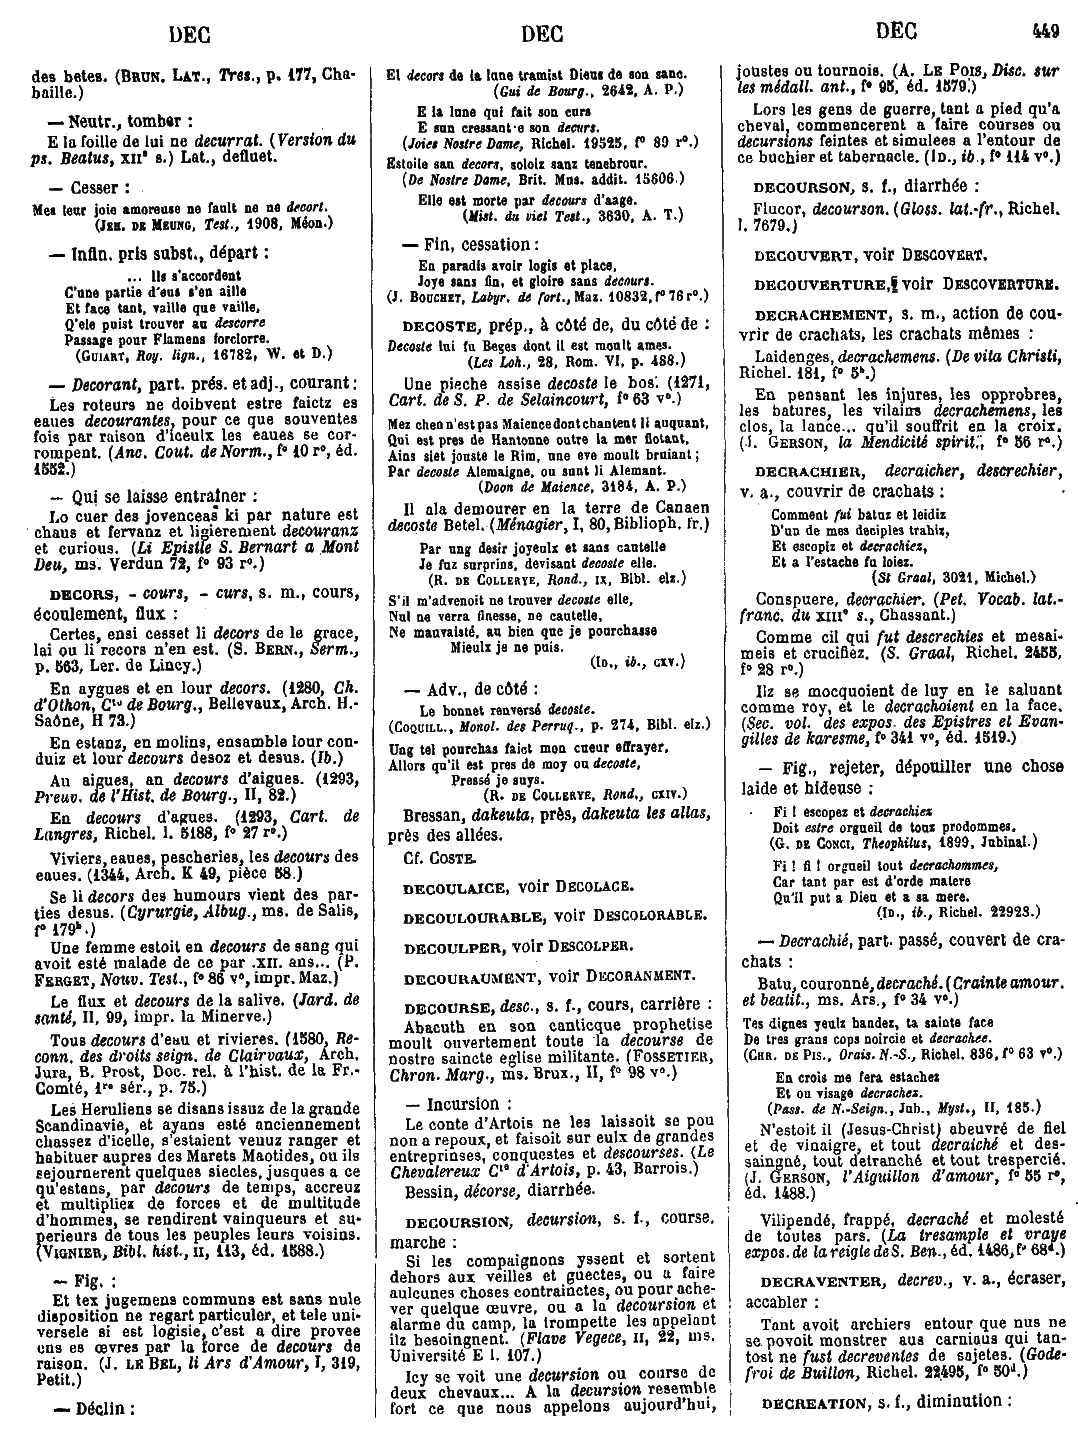 DEC
DEC
DEC
449
des betes. (BRUN. LAT., Tres., p. 177, Cha-
baille.)
— Neutr., tomber :
E la foille de lui ne decurrat. (Version du
ps. Beatus, XIIe s.) Lat., defluet.
— Cesser :
Mes leur joie amoreuse ne fault ne ne decort.
(JEH. DE MEUNG, Test., 1908, Méon.)
— Infin. pris subst., départ :
... Ils s'accordent
C'une partie d'eus s'en aille
Et face tant, vaille que vaille,
Q'ele puist trouver au descorre
Passage pour Flamens forclorre.
(GUIART, Roy. lign., 16782, W. et D.)
— Decorant, part. prés. et adj., courant :
Les roteurs ne doibvent estre faictz es
eaues decourantes, pour ce que souventes
fois par raison d'iceulx les eaues se cor-
rompent. (Anc. Cout. de Norm., fo 10 ro, éd.
1552.)
— Qui se laisse entraîner :
Lo cuer des jovenceas ki par nature est
chaus et fervanz et ligierement decouranz
et curious. (Li Epistle S. Bernart a Mont
Deu, ms. Verdun 72, fo 93 ro.)
DECORS, - cours, - curs, s. m., cours,
écoulement, flux :
Certes, ensi cesset li decors de le grace,
lai ou li recors n'en est. (S. BERN., Serm.,
p. 563, Ler. de Lincy.)
En aygues et en lour decors. (1280, Ch.
d'Othon, Cte de Bourg., Bellevaux, Arch. H.-
Saône, H 73.)
En estanz, en molins, ensamble lour con-
duiz et lour decours desoz et desus. (Ib.)
Au aigues, an decours d'aigues. (1293,
Preuv. de l'Hist. de Bourg., II, 82.)
En decours d'agues. (1293, Cart. de
Langres, Richel. l. 5188, fo 27 ro.)
Viviers, eaues, pescheries, les decours des
eaues. (1344, Arch. K 49, pièce 58.)
Se li decors des humours vient des par-
ties desus. (Cyrurgie, Albug., ms. de Salis,
fo 179b.)
Une femme estoit en decours de sang qui
avoit esté malade de ce par .XII. ans... (P.
FERGET, Nouv. Test., fo 86 vo, impr. Maz.)
Le flux et decours de la salive. (Jard. de
santé, II, 99, impr. la Minerve.)
Tous decours d'eau et rivieres. (1580, Re-
conn. des droits seign. de Clairvaux, Arch.
Jura, B. Prost, Doc. rel. à l'hist. de la Fr.-
Comté, 1re sér., p. 75.)
Les Heruliens se disans issuz de la grande
Scandinavie, et ayans esté anciennement
chassez d'icelle, s'estaient venuz ranger et
habituer aupres des Marets Maotides, ou ils
sejournerent quelques siecles, jusques a ce
qu'estans, par decours de temps, accreuz
et multipliez de forces et de multitude
d'hommes, se rendirent vainqueurs et su-
perieurs de tous les peuples leurs voisins.
(VIGNIER, Bibl. hist., II, 113, éd. 1588.)
— Fig. :
Et tex jugemens communs est sans nule
disposition ne regart particuler, et tele uni-
versele si est logisie, c'est a dire provee
ens es œvres par la force de decours de
raison. (J. LE BEL, li Ars d'Amour, I, 319,
Petit.)
— Déclin :
El decors de la lune tramist Dieus de son sanc.
(Gui de Bourg., 2642, A. P.)
E la lune qui fait son curs
E sun cressant e son decurs.
(Joies Nostre Dame, Richel. 19525, fo 89 ro.)
Estoile san decors, soloiz sanz tenebrour.
(De Nostre Dame, Brit. Mus. addit. 15606.)
Elle est morte par decours d'aage.
(Mist. du viel Test., 3630, A. T.)
— Fin, cessation :
En paradis avoir logis et place,
Joye sans fin, et gloire sans decours.
(J. BOUCHET, Labyr. de fort., Maz. 10832, fo 76 ro.)
DECOSTE, prép., à côté de, du côté de :
Decoste lui fu Beges dont il est moult ames.
(Les Loh., 28, Rom. VI, p. 488.)
Une pieche assise decoste le bos. (1271,
Cart. de S. P. de Selaincourt, fo 63 vo.)
Mez chen n'est pas Maience dont chantent li auquant,
Qui est pres de Hantonne outre la mer flotant,
Ains siet jouste le Rim, une eve moult bruiant ;
Par decoste Alemaigne, ou sunt li Alemant.
(Doon de Maience, 3184, A. P.)
Il ala demourer en la terre de Canaen
decoste Betel. (Ménagier, I, 80, Biblioph. fr.)
Par ung desir joyeulx et sans cautelle
Je fuz surprins, devisant decoste elle.
(R. DE COLLERYE, Rond., IX, Bibl. elz.)
S'il m'advenoit ne trouver decoste elle,
Nul ne verra finesse, ne cautelle,
Ne mauvaisté, au bien que je pourchasse
Mieulx je ne puis.
(ID., ib., CXV.)
— Adv., de côté :
Le bonnet renversé decoste.
(COQUILL., Monol. des Perruq., p. 274, Bibl. elz.)
Ung tel pourchas faict mon cueur effrayer,
Allors qu'il est pres de moy ou decoste,
Pressé je suys.
(R. DE COLLERYE, Rond., CXIV.)
Bressan, dakeuta, près, dakeuta les allas,
près des allées.
Cf. COSTE.
DECOULAICE, voir DECOLACE.
DECOULOURABLE, voir DESCOLORABLE.
DECOULPER, voir DESCOLPER.
DECOURAUMENT, voir DECORANMENT.
DECOURSE, desc., s. f., cours, carrière :
Abacuth en son canticque prophetise
moult ouvertement toute la decourse de
nostre saincte eglise militante. (FOSSETIER,
Chron. Marg., ms. Brux., II, fo 98 vo.)
— Incursion :
Le conte d'Artois ne les laissoit se pou
non a repoux, et faisoit sur eulx de grandes
entreprinses, conquestes et descourses. (Le
Chevalereux Cte d'Artois, p. 43, Barrois.)
Bessin, décorse, diarrhée.
DECOURSION, decursion, s. f., course,
marche :
Si les compaignons yssent et sortent
dehors aux veilles et guectes, ou a faire
aulcunes choses contrainctes, ou pour ache-
ver quelque œuvre, ou a la decoursion et
alarme du camp, la trompette les appelant
ilz besoingnent. (Flave Vegece, II, 22, ms.
Université E l. 107.)
Icy se voit une decursion ou course de
deux chevaux... A la decursion resemble
fort ce que nous appelons aujourd'hui,
joustes ou tournois. (A. LE POIS, Disc. sur
les médall. ant., fo 95, éd. 1579.)
Lors les gens de guerre, tant a pied qu'a
cheval, commencerent a faire courses ou
decursions feintes et simulees a l'entour de
ce buchier et tabernacle. (ID., ib., fo 114 vo.)
DECOURSON, s. f., diarrhée :
Flucor, decourson. (Gloss. lat.-fr., Richel.
l. 7679.)
DECOUVERT, voir DESCOVERT.
DECOUVERTURE, voir DESCOVERTURE.
DECRACHEMENT, s. m., action de cou-
vrir de crachats, les crachats mêmes :
Laidenges, decrachemens. (De vita Christi,
Richel. 181, fo 5b.)
En pensant les injures, les opprobres,
les batures, les vilains decrachemens, les
clos, la lance... qu'il souffrit en la croix.
(J. GERSON, la Mendicité spirit., fo 56 ro.)
DECRACHIER, decraicher, descrechier,
v. a., couvrir de crachats :
Comment fui batuz et leidiz
D'un de mes deciples trahiz,
Et escopiz et decrachiez,
Et a l'estache fu loiez.
(St Graal, 3021, Michel.)
Conspuere, decrachier. (Pet. Vocab. lat.-
franc. du XIIIe s., Chassant.)
Comme cil qui fut descrechies et mesai-
meis et crucifiez. (S. Graal, Richel. 2455,
fo 28 ro.)
Ilz se mocquoient de luy en le saluant
comme roy, et le decrachoient en la face.
(Sec. vol. des expos. des Epistres et Evan-
gilles de karesme, fo 341 vo, éd. 1519.)
— Fig., rejeter, dépouiller une chose
laide et hideuse :
Fi ! escopez et decrachiez
Doit estre orgueil de touz prodommes.
(G. DE CONCI, Theophilus, 1899, Jubinal.)
Fi ! fi ! orgueil tout decrachommes,
Car tant par est d'orde matere
Qu'il put a Dieu et a sa mere.
(ID., ib., Richel. 22928.)
— Decrachié, part. passé, couvert de cra-
chats :
Batu, couronné, decraché. (Crainte amour.
et beatit., ms. Ars., fo 34 vo.)
Tes dignes yeulz bandez, ta sainte face
De tres grans cops noircie et decrachee.
(CHR. DE PIS., Orais. N.-S., Richel. 836, fo 63 vo.)
En crois me fera estachez
Et ou visage decrachez.
(Pass. de N.-Seign., Jub., Myst., II, 185.)
N'estoit il (Jesus-Christ) abeuvré de fiel
et de vinaigre, et tout decraiché et des-
saingné, tout detranché et tout trespercié.
(J. GERSON, l'Aiguillon d'amour, fo 55 ro,
éd. 1488.)
Vilipendé, frappé, decraché et molesté
de toutes pars. (La tresample et vraye
expos. de la reigle de S. Ben., éd. 1486, fo 68d.)
DECRAVENTER, decrev., v. a., écraser,
accabler :
Tant avoit archiers entour que nus ne
se povoit monstrer aus carniaus qui tan-
tost ne fust decreventes de sajetes. (Gode-
froi de Buillon, Richel. 22495, fo 50d.)
DECREATION, s. f., diminution :